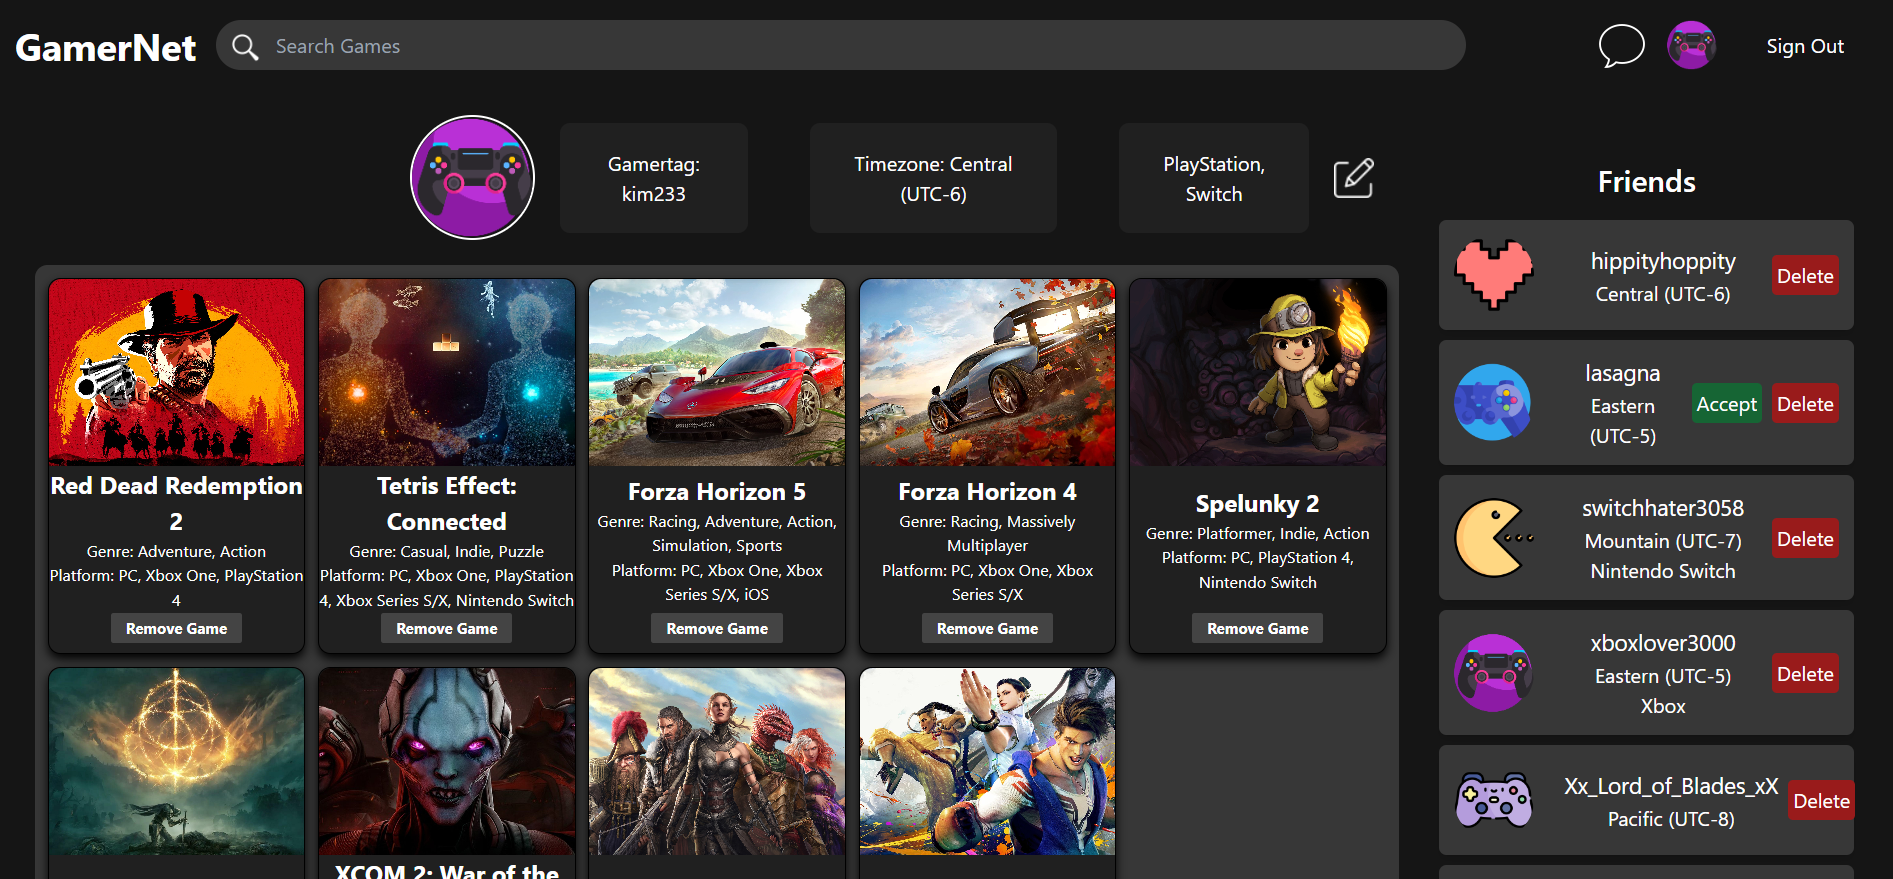 GamerNet
Search Games
Sign Out
Gamertag:
kim233
Timezone: Central
(UTC-6)
PlayStation,
Switch
Red Dead Redemption
2
Genre: Adventure, Action
Platform: PC, Xbox One, PlayStation
4
Remove Game
Tetris Effect:
Connected
Genre: Casual, Indie, Puzzle
Platform: PC, Xbox One, PlayStation
4, Xbox Series S/X, Nintendo Switch
Remove Game
Forza Horizon 5
Genre: Racing, Adventure, Action,
Simulation, Sports
Platform: PC, Xbox One, Xbox
Series S/X, iOS
Remove Game
Forza Horizon 4
Genre: Racing, Massively
Multiplayer
Platform: PC, Xbox One, Xbox
Series S/X
Remove Game
Spelunky 2
Genre: Platformer, Indie, Action
Platform: PC, PlayStation 4,
Nintendo Switch
Remove Game
XCOM 2: War of the
Friends
hippityhoppity
Central (UTC-6)
Delete
lasagna
Eastern
(UTC-5)
Accept
Delete
switchhater3058
Mountain (UTC-7)
Nintendo Switch
Delete
xboxlover3000
Eastern (UTC-5)
Xbox
Delete
Xx_Lord_of_Blades_xX
Pacific (UTC-8)
Delete